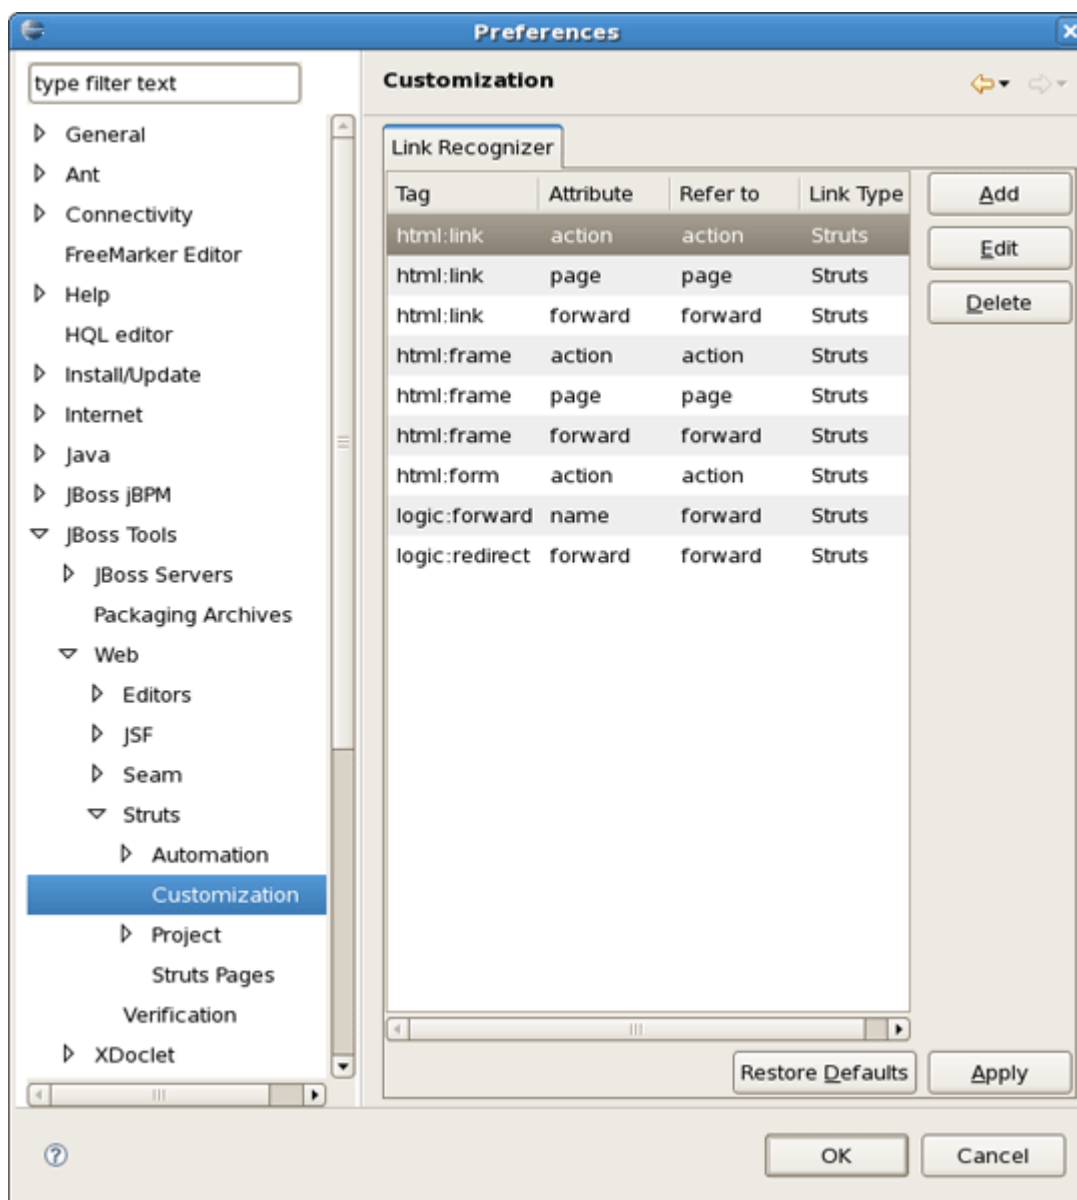 Preferences
type filter text
General
Ant
Connectivity
FreeMarker Editor
Help
HQL editor
Install/Update
Internet
Java
JBoss jBPM
JBoss Tools
JBoss Servers
Packaging Archives
Web
Editors
JSF
Seam
Struts
Automation
Customization
Project
Struts Pages
Verification
XDoclet
Customization
Link Recognizer
Tag Attribute Refer to Link Type
html:link action action Struts
html:link page page Struts
html:link forward forward Struts
html:frame action action Struts
html:frame page page Struts
html:frame forward forward Struts
html:form action action Struts
logic:forward name forward Struts
logic:redirect forward forward Struts
Add
Edit
Delete
Restore Defaults Apply
OK Cancel